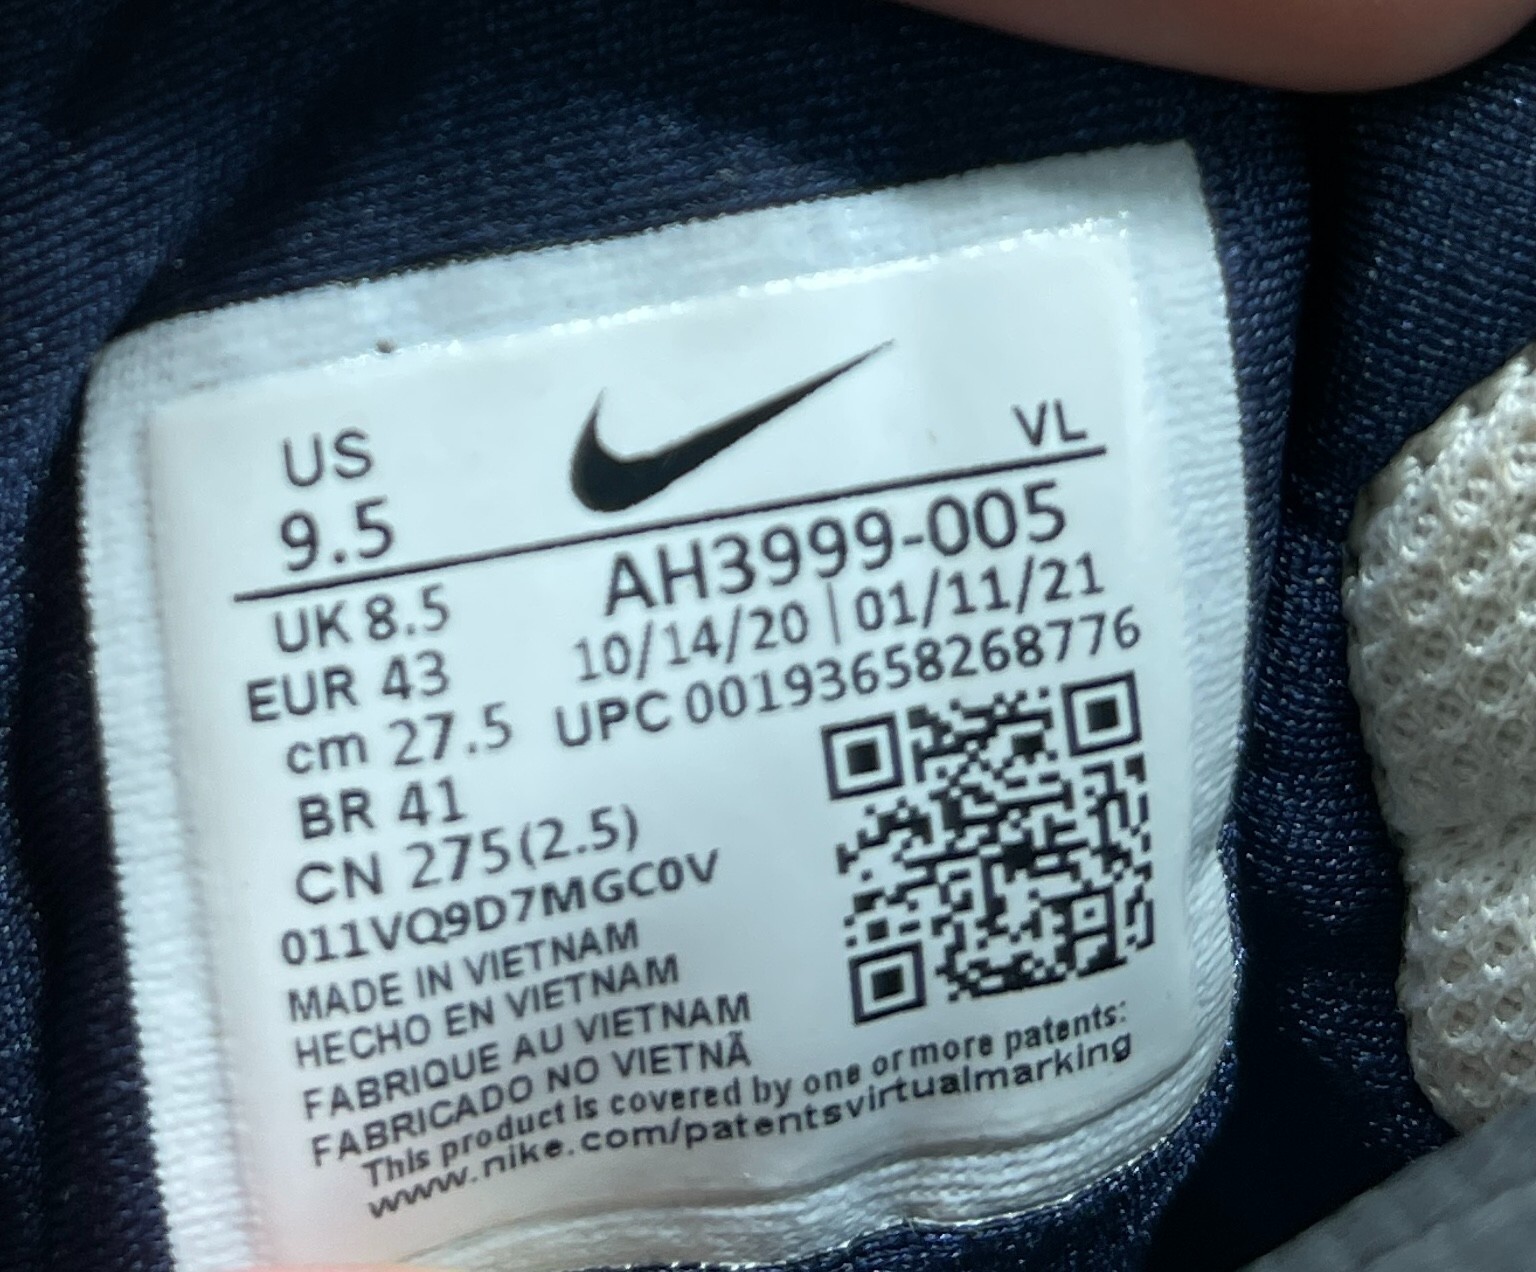 US
VL
9.5
AH3999-005
UK 8.5
10/14/20 | 01/11/21
EUR 43
UPC 00193658268776
cm 27.5
BR 41
CN 275(2.5)
011VQ9D7MGC0V
MADE IN VIETNAM
HECHO EN VIETNAM
FABRIQUE AU VIETNAM
FABRICADO NO VIETNÃ
This product is covered by one or more patents:
www.nike.com/patentsvirtualmarking